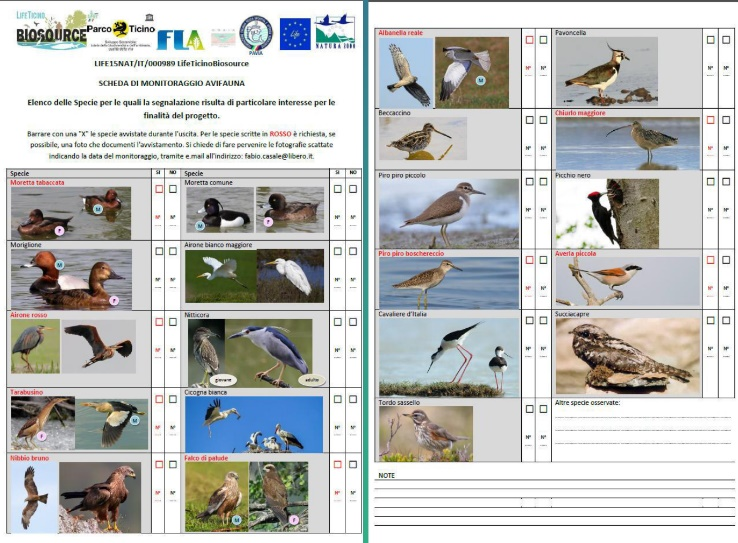 LIFETICINO
BIOSOURCE
Parco Ticino
FLA
PAVIA
Life
NATURA 2000
LIFE15NAT/IT/000989 LifeTicinoBiosource
SCHEDA DI MONITORAGGIO AVIFAUNA
Elenco delle Specie per le quali la segnalazione risulta di particolare interesse per le
finalità del progetto.
Barrare con una "X" le specie avvistate durante l'uscita. Per le specie scritte in ROSSO è richiesta, se
possibile, una foto che documenti l'avvistamento. Si chiede di fare pervenire le fotografie scattate
indicando la data del monitoraggio, tramite e.mail all'indirizzo: fabio.casale@libero.it.
Specie SI NO Specie SI NO
Moretta tabaccata Moretta comune
M F M F
N° N° N° N°
Moriglione Airone bianco maggiore
M F
N° N° N° N°
Airone rosso Nitticora
giovane adulto
N° N° N° N°
Tarabusino Cicogna bianca
F M
N° N° N° N°
Nibbio bruno Falco di palude
M F
N° N° N° N°
Albanella reale Pavoncella
M
N° N° N° N°
Beccaccino Chiurlo maggiore
N° N° N° N°
Piro piro piccolo Picchio nero
N° N° N° N°
Piro piro boschereccio Averla piccola
N° N° N° N°
Cavaliere d'Italia Succiacapre
N° N° N° N°
Tordo sassello Altre specie osservate:
N° N°
NOTE